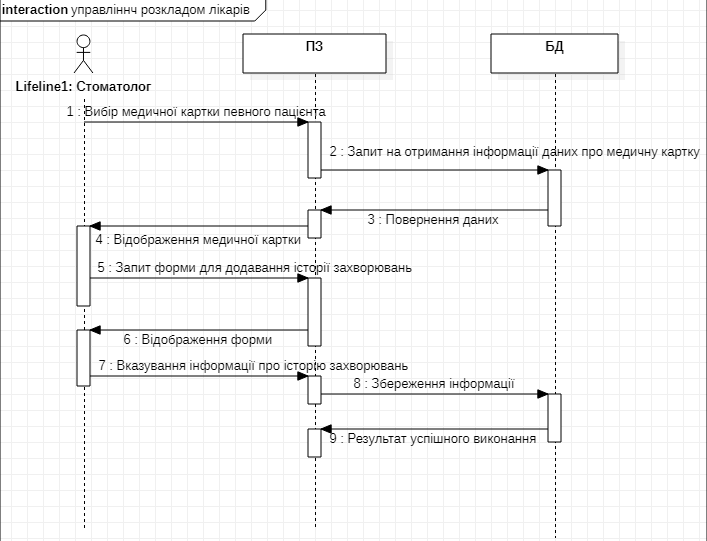 interaction управліннч розкладом лікарів
ПЗ
БД
Lifeline1: Стоматолог
1 : Вибір медичної картки певного пацієнта
2 : Запит на отримання інформації даних про медичну картку
3 : Повернення даних
4 : Відображення медичної картки
5 : Запит форми для додавання історії захворювань
6 : Відображення форми
7 : Вказування інформації про історію захворювань
8 : Збереження інформації
9 : Результат успішного виконання